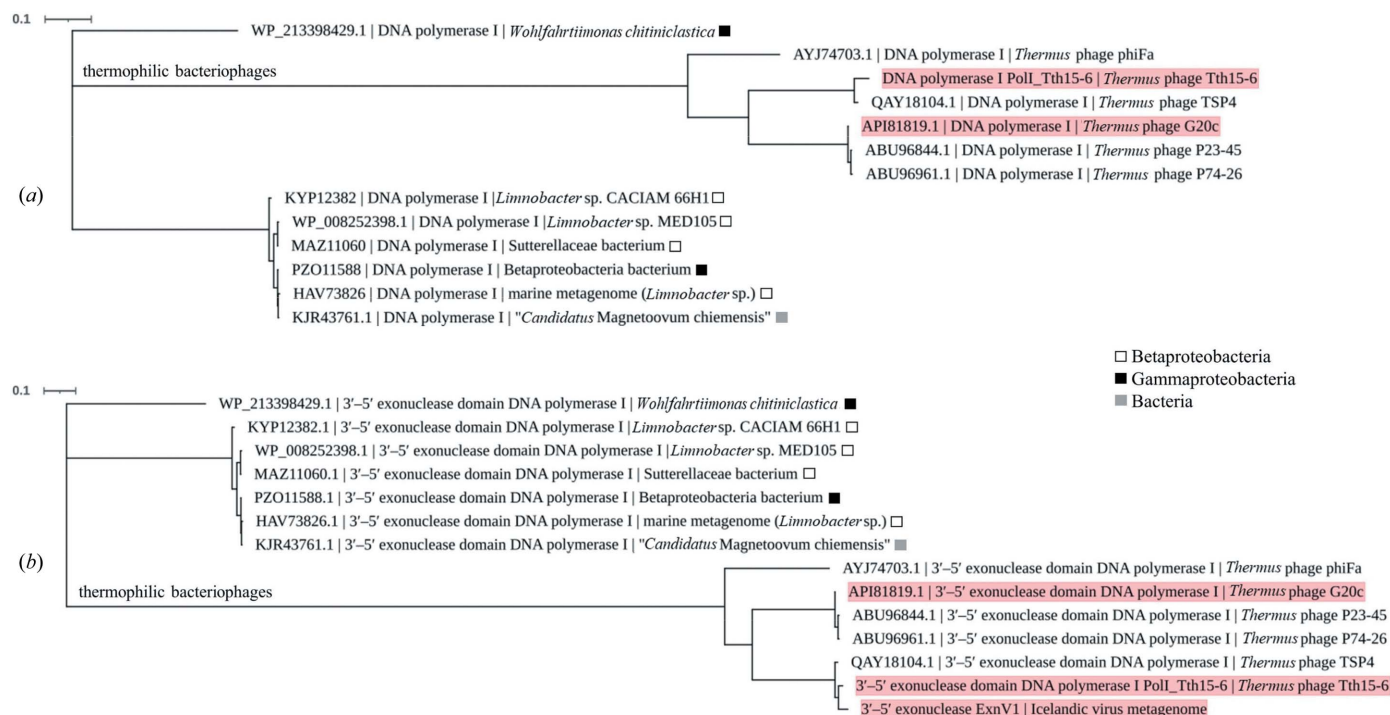 0.1
WP_213398429.1 | DNA polymerase I | Wohlfahrtiimonas chitiniclastica
thermophilic bacteriophages
AYJ74703.1 | DNA polymerase I | Thermus phage phiFa
DNA polymerase I PolI_Tth15-6 | Thermus phage Tth15-6
QAY18104.1 | DNA polymerase I | Thermus phage TSP4
API81819.1 | DNA polymerase I | Thermus phage G20c
ABU96844.1 | DNA polymerase I | Thermus phage P23-45
ABU96961.1 | DNA polymerase I | Thermus phage P74-26
(a)
KYP12382 | DNA polymerase I |Limnobacter sp. CACIAM 66H1
WP_008252398.1 | DNA polymerase I |Limnobacter sp. MED105
MAZ11060 | DNA polymerase I | Sutterellaceae bacterium
PZO11588 | DNA polymerase I | Betaproteobacteria bacterium
HAV73826 | DNA polymerase I | marine metagenome (Limnobacter sp.)
KJR43761.1 | DNA polymerase I | "Candidatus Magnetoovum chiemensis"
Betaproteobacteria
Gammaproteobacteria
Bacteria
0.1
WP_213398429.1 | 3′–5′ exonuclease domain DNA polymerase I | Wohlfahrtiimonas chitiniclastica
KYP12382.1 | 3′–5′ exonuclease domain DNA polymerase I |Limnobacter sp. CACIAM 66H1
WP_008252398.1 | 3′–5′ exonuclease domain DNA polymerase I |Limnobacter sp. MED105
MAZ11060.1 | 3′–5′ exonuclease domain DNA polymerase I | Sutterellaceae bacterium
PZO11588.1 | 3′–5′ exonuclease domain DNA polymerase I | Betaproteobacteria bacterium
HAV73826.1 | 3′–5′ exonuclease domain DNA polymerase I | marine metagenome (Limnobacter sp.)
KJR43761.1 | 3′–5′ exonuclease domain DNA polymerase I | "Candidatus Magnetoovum chiemensis"
(b)
thermophilic bacteriophages
AYJ74703.1 | 3′–5′ exonuclease domain DNA polymerase I | Thermus phage phiFa
API81819.1 | 3′–5′ exonuclease domain DNA polymerase I | Thermus phage G20c
ABU96844.1 | 3′–5′ exonuclease domain DNA polymerase I | Thermus phage P23-45
ABU96961.1 | 3′–5′ exonuclease domain DNA polymerase I | Thermus phage P74-26
QAY18104.1 | 3′–5′ exonuclease domain DNA polymerase I | Thermus phage TSP4
3′–5′ exonuclease domain DNA polymerase I PolI_Tth15-6 | Thermus phage Tth15-6
3′–5′ exonuclease ExnV1 | Icelandic virus metagenome